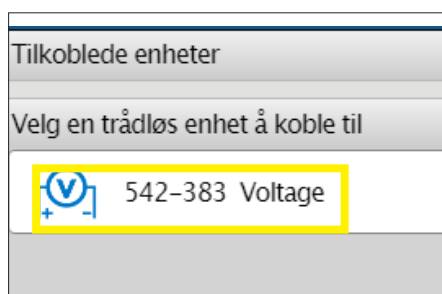 Tilkoblede enheter
Velg en trådløs enhet å koble til
V 542-383 Voltage
+ -